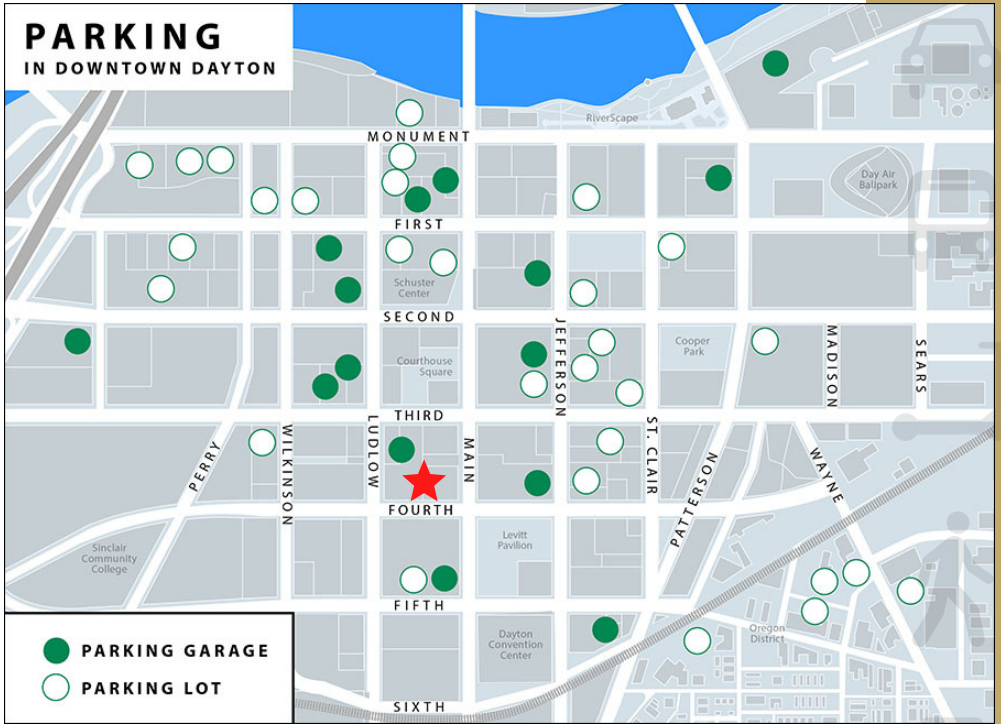 PARKING
IN DOWNTOWN DAYTON
RiverScape
MONUMENT
Day Air
Ballpark
FIRST
Schuster
Center
SECOND
JEFFERSON
Cooper
Park
MADISON
SEARS
Courthouse
Square
THIRD
LUDLOW
MAIN
ST. CLAIR
PERRY
WILKINSON
PATTERSON
WAYNE
FOURTH
Levitt
Pavilion
Sinclair
Community
College
FIFTH
Dayton
Convention
Center
Oregon
District
PARKING GARAGE
PARKING LOT
SIXTH